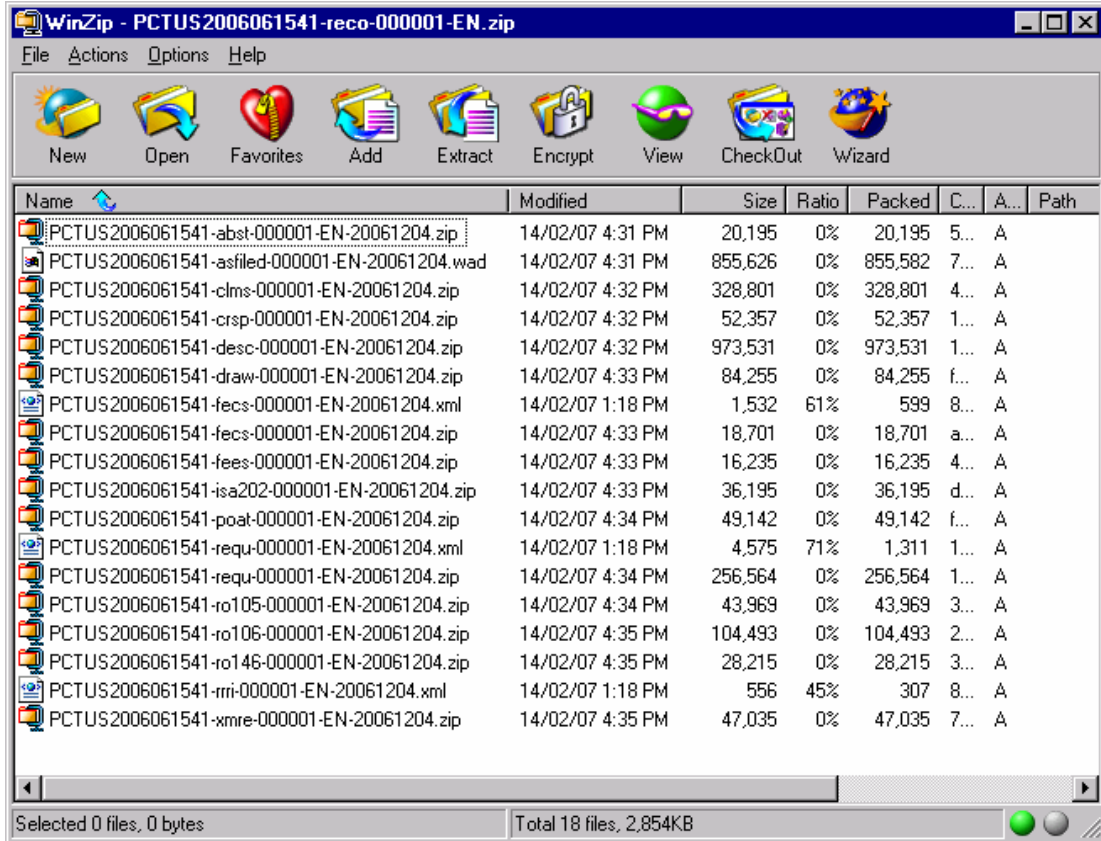 WinZip - PCTUS2006061541-reco-000001-EN.zip
File Actions Options Help
New Open Favorites Add Extract Encrypt View CheckOut Wizard
Name Modified Size Ratio Packed C... A... Path
PCTUS2006061541-abst-000001-EN-20061204.zip 14/02/07 4:31 PM 20,195 0% 20,195 5... A
PCTUS2006061541-asfiled-000001-EN-20061204.wad 14/02/07 4:31 PM 855,626 0% 855,582 7... A
PCTUS2006061541-clms-000001-EN-20061204.zip 14/02/07 4:32 PM 328,801 0% 328,801 4... A
PCTUS2006061541-crsp-000001-EN-20061204.zip 14/02/07 4:32 PM 52,357 0% 52,357 1... A
PCTUS2006061541-desc-000001-EN-20061204.zip 14/02/07 4:32 PM 973,531 0% 973,531 1... A
PCTUS2006061541-draw-000001-EN-20061204.zip 14/02/07 4:33 PM 84,255 0% 84,255 f... A
PCTUS2006061541-fecs-000001-EN-20061204.xml 14/02/07 1:18 PM 1,532 61% 599 8... A
PCTUS2006061541-fecs-000001-EN-20061204.zip 14/02/07 4:33 PM 18,701 0% 18,701 a... A
PCTUS2006061541-fees-000001-EN-20061204.zip 14/02/07 4:33 PM 16,235 0% 16,235 4... A
PCTUS2006061541-isa202-000001-EN-20061204.zip 14/02/07 4:33 PM 36,195 0% 36,195 d... A
PCTUS2006061541-poat-000001-EN-20061204.zip 14/02/07 4:34 PM 49,142 0% 49,142 f... A
PCTUS2006061541-requ-000001-EN-20061204.xml 14/02/07 1:18 PM 4,575 71% 1,311 1... A
PCTUS2006061541-requ-000001-EN-20061204.zip 14/02/07 4:34 PM 256,564 0% 256,564 1... A
PCTUS2006061541-ro105-000001-EN-20061204.zip 14/02/07 4:34 PM 43,969 0% 43,969 3... A
PCTUS2006061541-ro106-000001-EN-20061204.zip 14/02/07 4:35 PM 104,493 0% 104,493 2... A
PCTUS2006061541-ro146-000001-EN-20061204.zip 14/02/07 4:35 PM 28,215 0% 28,215 3... A
PCTUS2006061541-rrri-000001-EN-20061204.xml 14/02/07 1:18 PM 556 45% 307 8... A
PCTUS2006061541-xmre-000001-EN-20061204.zip 14/02/07 4:35 PM 47,035 0% 47,035 7... A
Selected 0 files, 0 bytes Total 18 files, 2,854KB